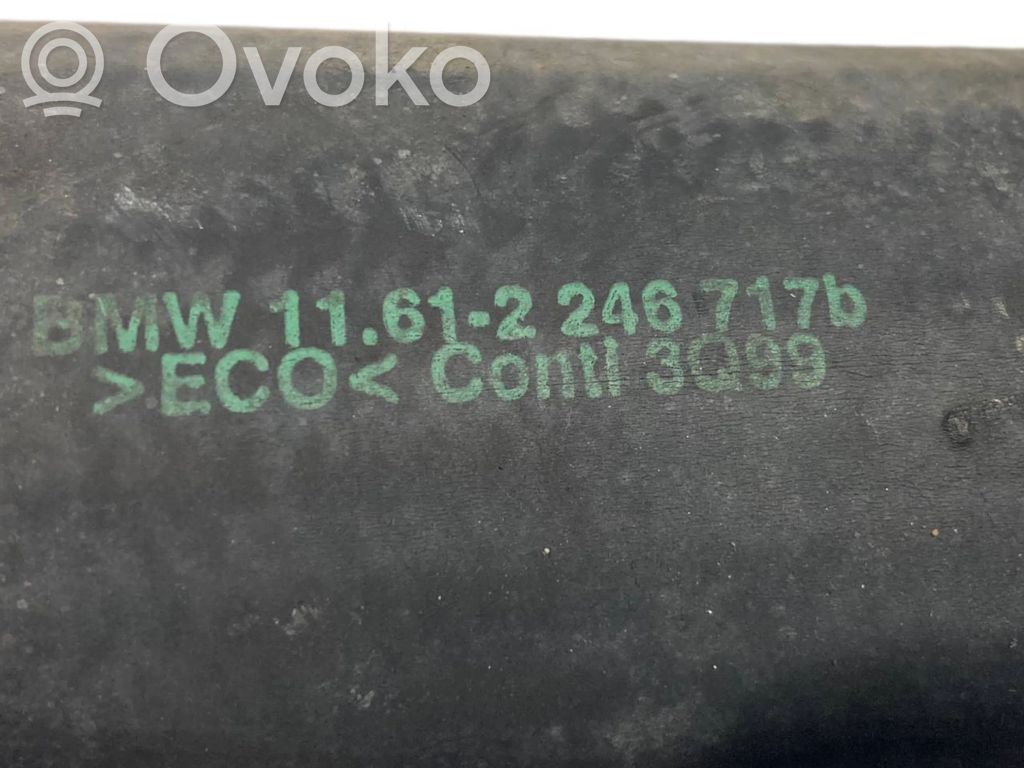 Ovoko
BMW 11.61-2 246 717b
>ECO< Conti 3Q99